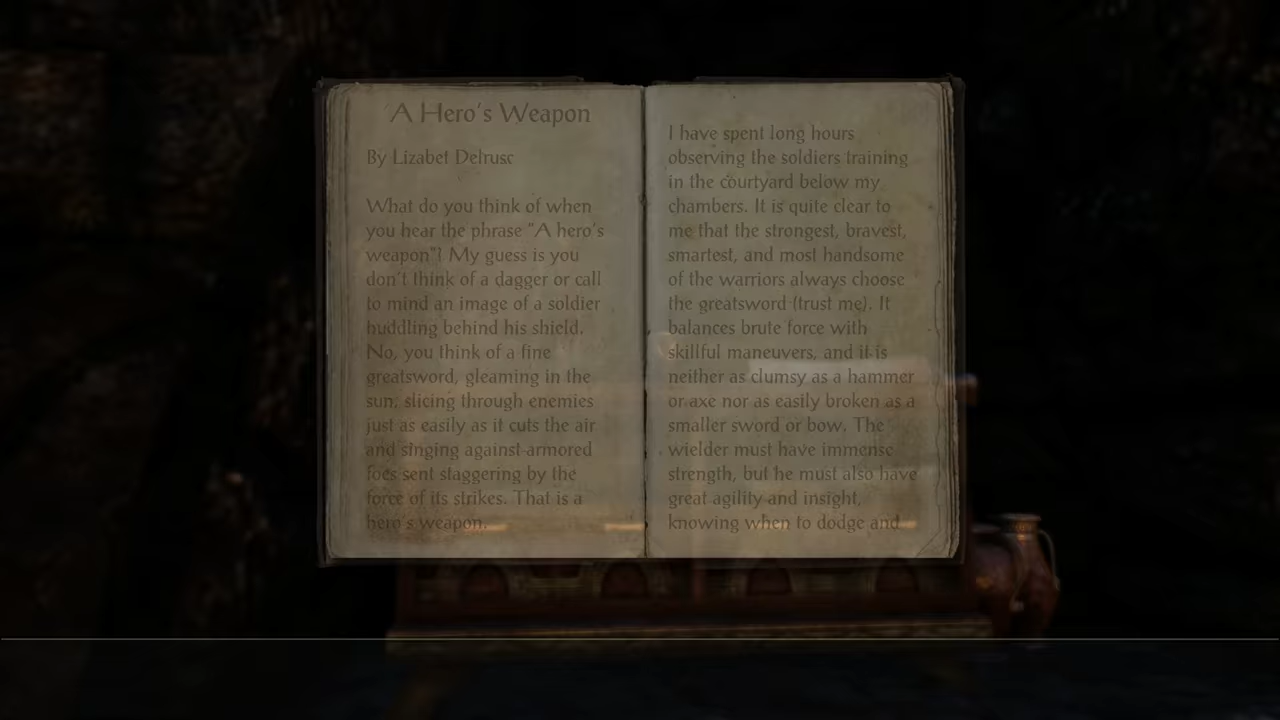 A Hero's Weapon
By Lizabet Delrusc
What do you think of when
you hear the phrase "A hero's
weapon"? My guess is you
don't think of a dagger or call
to mind an image of a soldier
huddling behind his shield.
No, you think of a fine
greatsword, gleaming in the
sun, slicing through enemies
just as easily as it cuts the air
and singing against armored
foes sent staggering by the
force of its strikes. That is a
hero's weapon.
I have spent long hours
observing the soldiers training
in the courtyard below my
chambers. It is quite clear to
me that the strongest, bravest,
smartest, and most handsome
of the warriors always choose
the greatsword (trust me). It
balances brute force with
skillful maneuvers, and it is
neither as clumsy as a hammer
or axe nor as easily broken as a
smaller sword or bow. The
wielder must have immense
strength, but he must also have
great agility and insight,
knowing when to dodge and